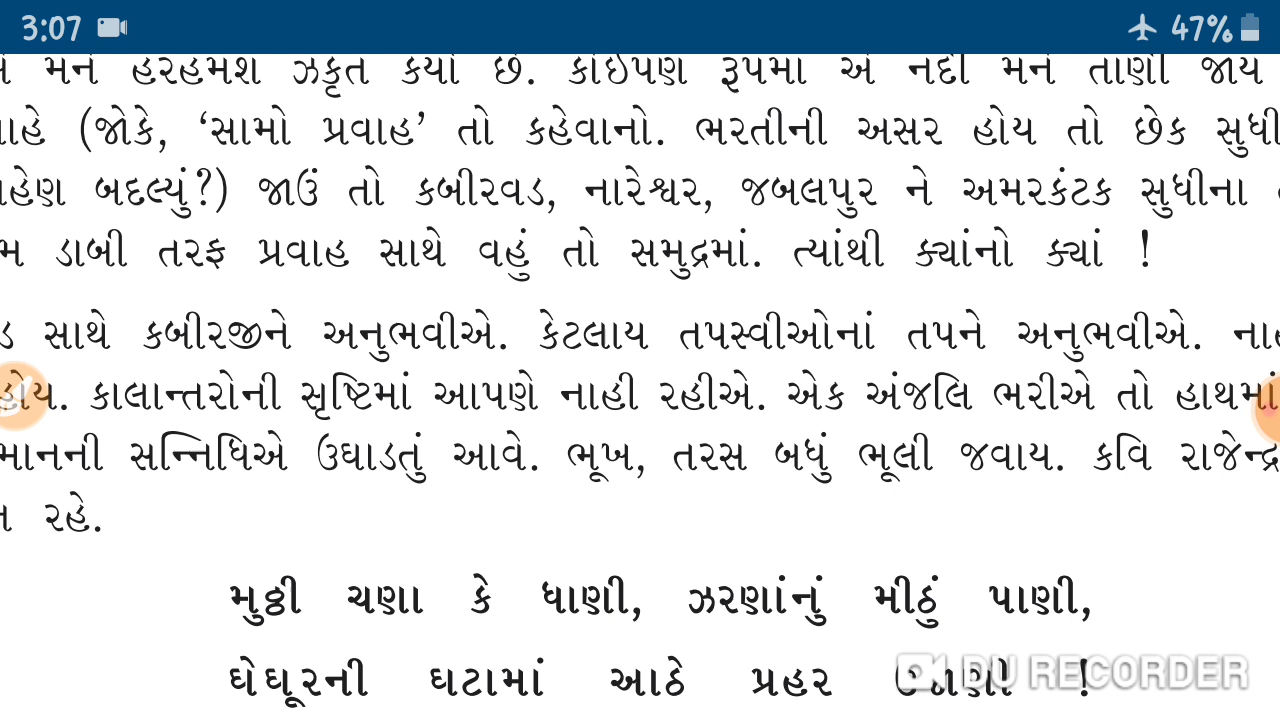 3:07 47%
મને હરહંમેશ ઝંકૃત કર્યો છે. કોઈપણ રૂપમાં એ નદી મને તાણી જાય
(જોકે, ‘સામો પ્રવાહ’ તો કહેવાનો. ભરતીની અસર હોય તો છેક સુધી
બદલ્યું?) જાઉં તો કબીરવડ, નારેશ્વર, જબલપુર ને અમરકંટક સુધીના
ડાબી તરફ પ્રવાહ સાથે વહું તો સમુદ્રમાં. ત્યાંથી ક્યાંનો ક્યાં !
સાથે કબીરજીને અનુભવીએ. કેટલાય તપસ્વીઓનાં તપને અનુભવીએ.
હોય. કાલાન્તરોની સૃષ્ટિમાં આપણે નાહી રહીએ. એક અંજલિ ભરીએ તો હાથમાં
સન્નિધિએ ઉઘાડતું આવે. ભૂખ, તરસ બધું ભૂલી જવાય. કવિ રાજેન્દ્ર
રહે.
મુઠ્ઠી ચણા કે ધાણી, ઝરણાંનું મીઠું પાણી,
ઘેઘૂરની ઘટામાં આઠે પ્રહર !
DU RECORDER